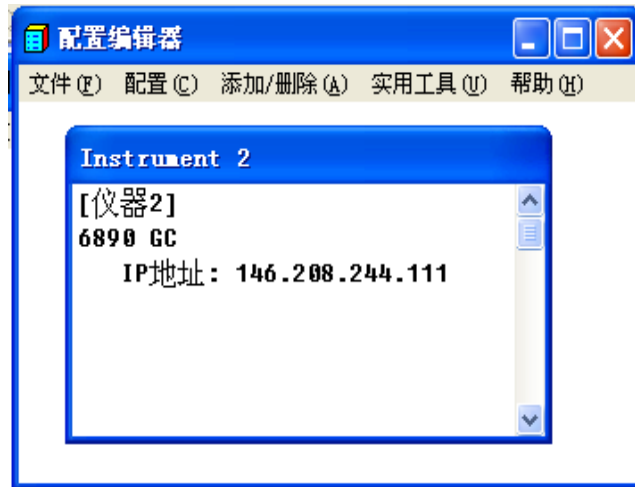 配置编辑器
文件(F) 配置(C) 添加/删除(A) 实用工具(U) 帮助(H)
Instrument 2
[仪器2]
6890 GC
IP地址: 146.208.244.111